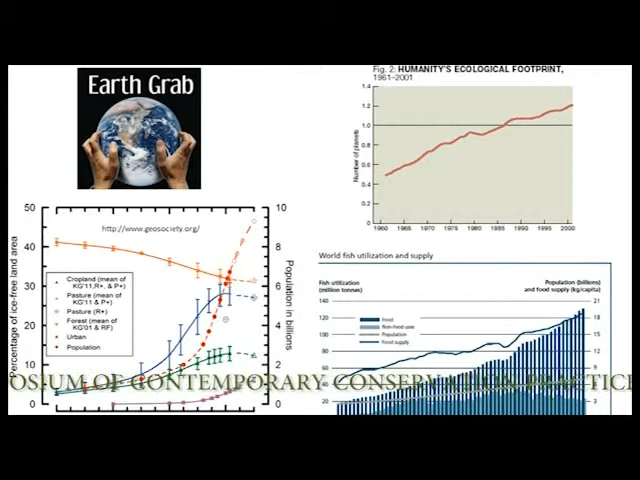 Earth Grab
Fig. 2: HUMANITY'S ECOLOGICAL FOOTPRINT,
1961–2001
Number of planets
1.4
1.2
1.0
0.8
0.6
0.4
0.2
0
1960 1965 1970 1975 1980 1985 1990 1995 2000
http://www.geosociety.org/
Percentage of ice-free land area
50
40
30
20
10
0
Cropland (mean of
KG'11,R+, & P+)
Pasture (mean of
KG'11 & P+)
Pasture (R+)
Forest (mean of
KG'01 & RF)
Urban
Population
10
8
6
4
2
0
Population in billions
World fish utilization and supply
Fish utilization
(million tonnes)
Population (billions)
and food supply (kg/capita)
140
120
100
80
60
40
20
Food
Non-food uses
Population
Food supply
21
18
15
12
9
6
3
OSIUM OF CONTEMPORARY CONSERVATION PRACTICE